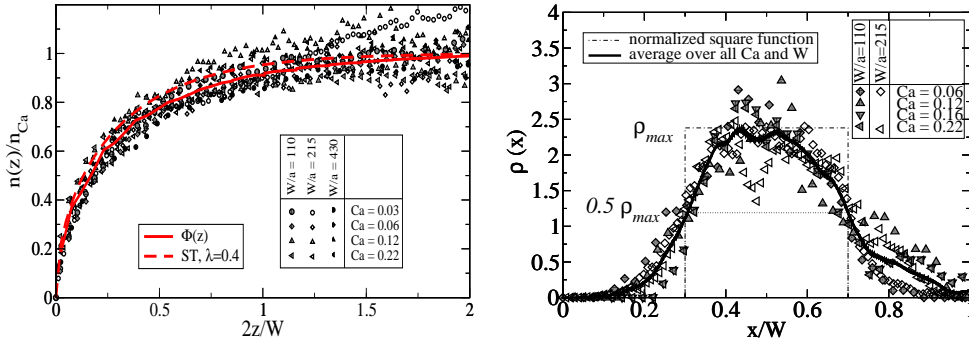 n(z)/n_Ca
1.2
1
0.8
0.6
0.4
0.2
0
0
0.5
1
1.5
2
2z/W
Φ(z)
ST, λ=0.4
W/a = 110
W/a = 215
W/a = 430
Ca = 0.03
Ca = 0.06
Ca = 0.12
Ca = 0.22
ρ (x)
4
3.5
3
2.5
2
1.5
1
0.5
0
0
0.2
0.4
0.6
0.8
x/W
normalized square function
average over all Ca and W
ρmax
0.5 ρmax
W/a=110
W/a=215
Ca = 0.06
Ca = 0.12
Ca = 0.16
Ca = 0.22